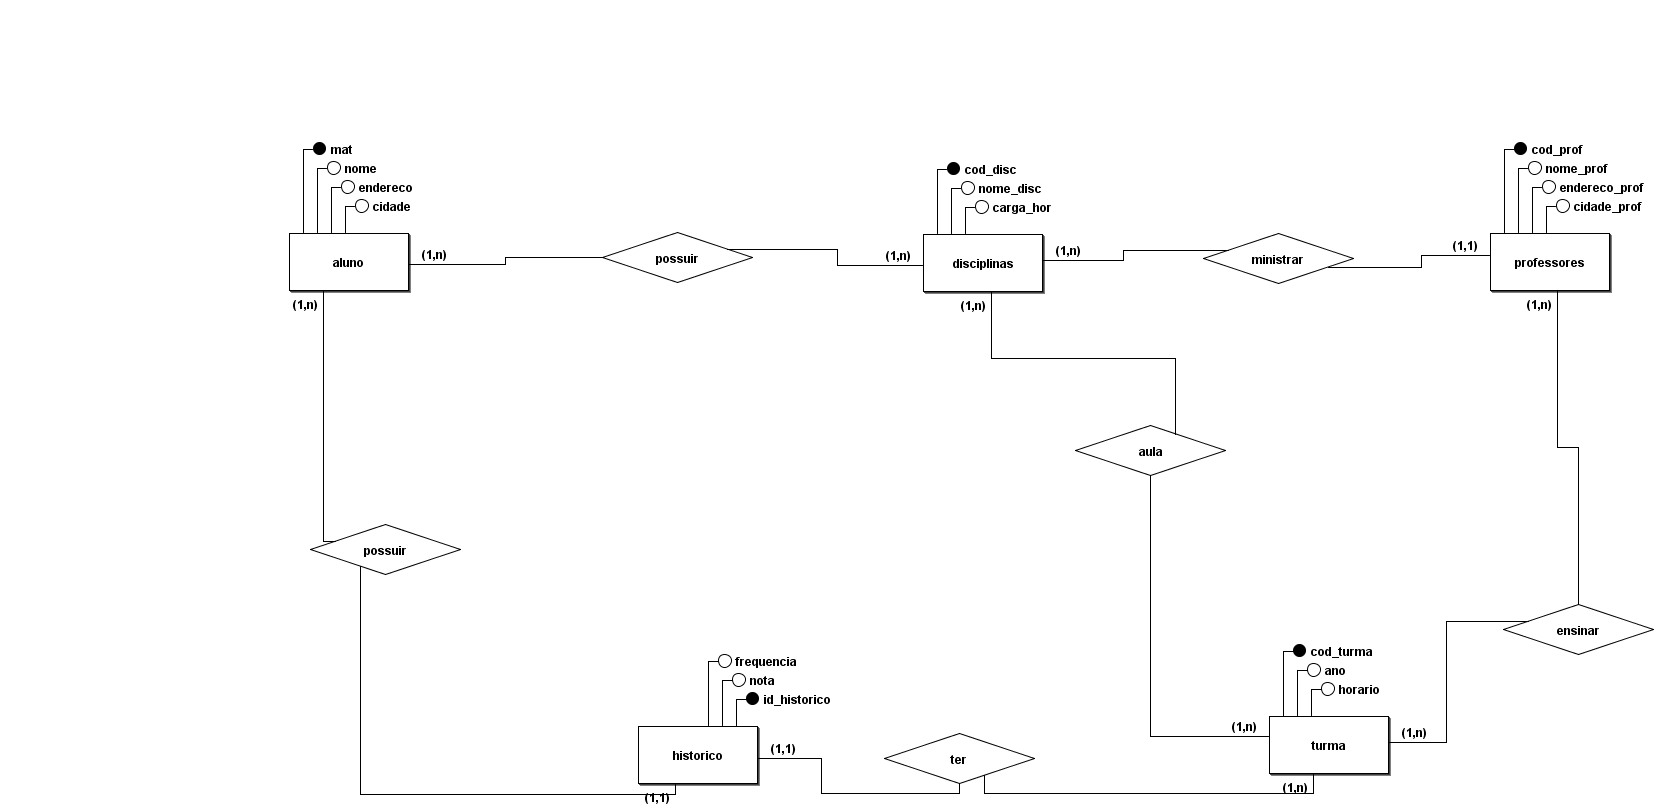 mat
nome
endereco
cidade
aluno
(1,n)
(1,n)
possuir
(1,n)
cod_disc
nome_disc
carga_hor
disciplinas
(1,n)
(1,n)
ministrar
(1,1)
cod_prof
nome_prof
endereco_prof
cidade_prof
professores
(1,n)
aula
possuir
ensinar
frequencia
nota
id_historico
historico
(1,1)
(1,1)
ter
cod_turma
ano
horario
turma
(1,n)
(1,n)
(1,n)